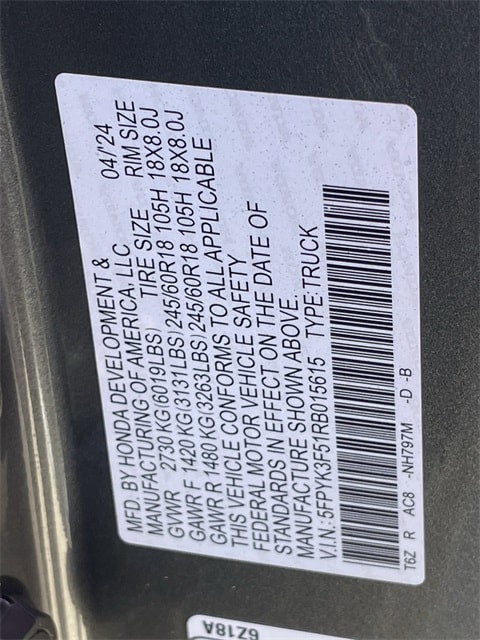 MFD. BY HONDA DEVELOPMENT & 04/24
MANUFACTURING OF AMERICA, LLC
TIRE SIZE RIM SIZE
GVWR 2730 KG(6019LBS)
GAWR F 1420 KG(3131LBS) 245/60R18 105H 18X8.0J
GAWR R 1480 KG(3263LBS) 245/60R18 105H 18X8.0J
THIS VEHICLE CONFORMS TO ALL APPLICABLE
FEDERAL MOTOR VEHICLE SAFETY
STANDARDS IN EFFECT ON THE DATE OF
MANUFACTURE SHOWN ABOVE.
V.I.N.: 5FPYK3F51RB015615 TYPE: TRUCK
T6Z R AC8 -NH797M -D -B
6Z18A